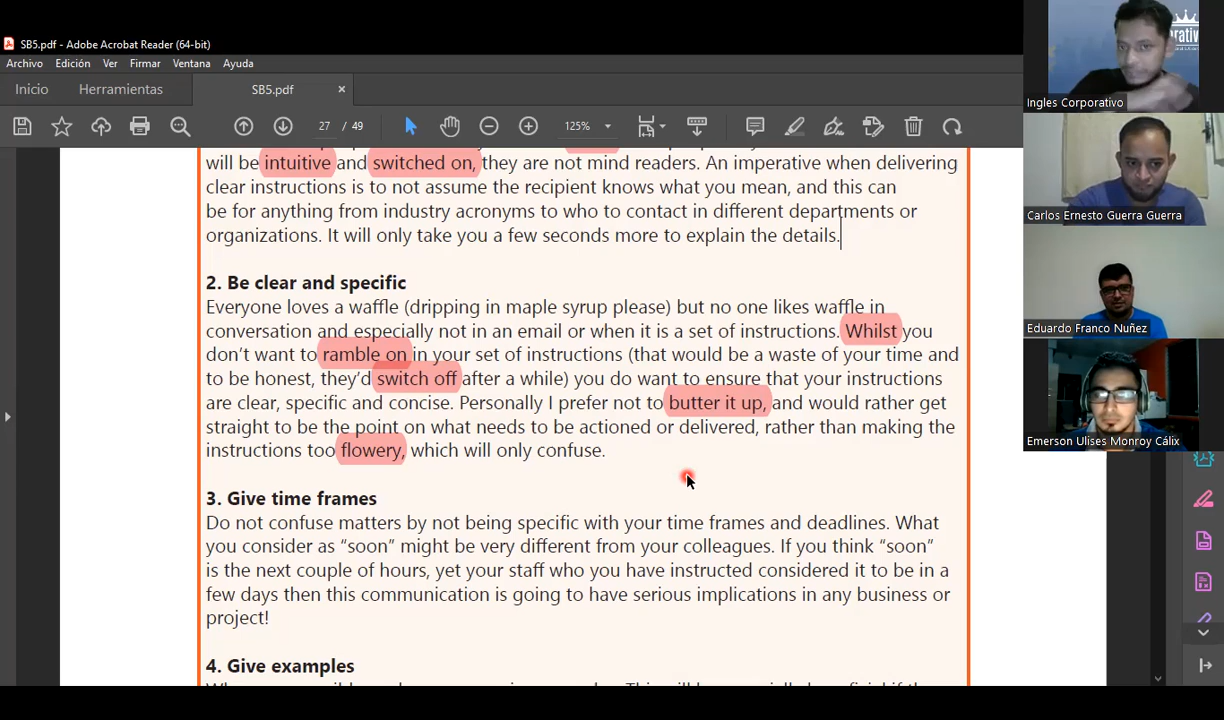 SB5.pdf - Adobe Acrobat Reader (64-bit)
Archivo Edición Ver Firmar Ventana Ayuda
Inicio Herramientas SB5.pdf ×
27 / 49 125%
will be intuitive and switched on, they are not mind readers. An imperative when delivering
clear instructions is to not assume the recipient knows what you mean, and this can
be for anything from industry acronyms to who to contact in different departments or
organizations. It will only take you a few seconds more to explain the details.
2. Be clear and specific
Everyone loves a waffle (dripping in maple syrup please) but no one likes waffle in
conversation and especially not in an email or when it is a set of instructions. Whilst you
don't want to ramble on in your set of instructions (that would be a waste of your time and
to be honest, they'd switch off after a while) you do want to ensure that your instructions
are clear, specific and concise. Personally I prefer not to butter it up, and would rather get
straight to be the point on what needs to be actioned or delivered, rather than making the
instructions too flowery, which will only confuse.
3. Give time frames
Do not confuse matters by not being specific with your time frames and deadlines. What
you consider as “soon” might be very different from your colleagues. If you think “soon”
is the next couple of hours, yet your staff who you have instructed considered it to be in a
few days then this communication is going to have serious implications in any business or
project!
4. Give examples
Ingles Corporativo
Carlos Ernesto Guerra Guerra
Eduardo Franco Nuñez
Emerson Ulises Monroy Cálix